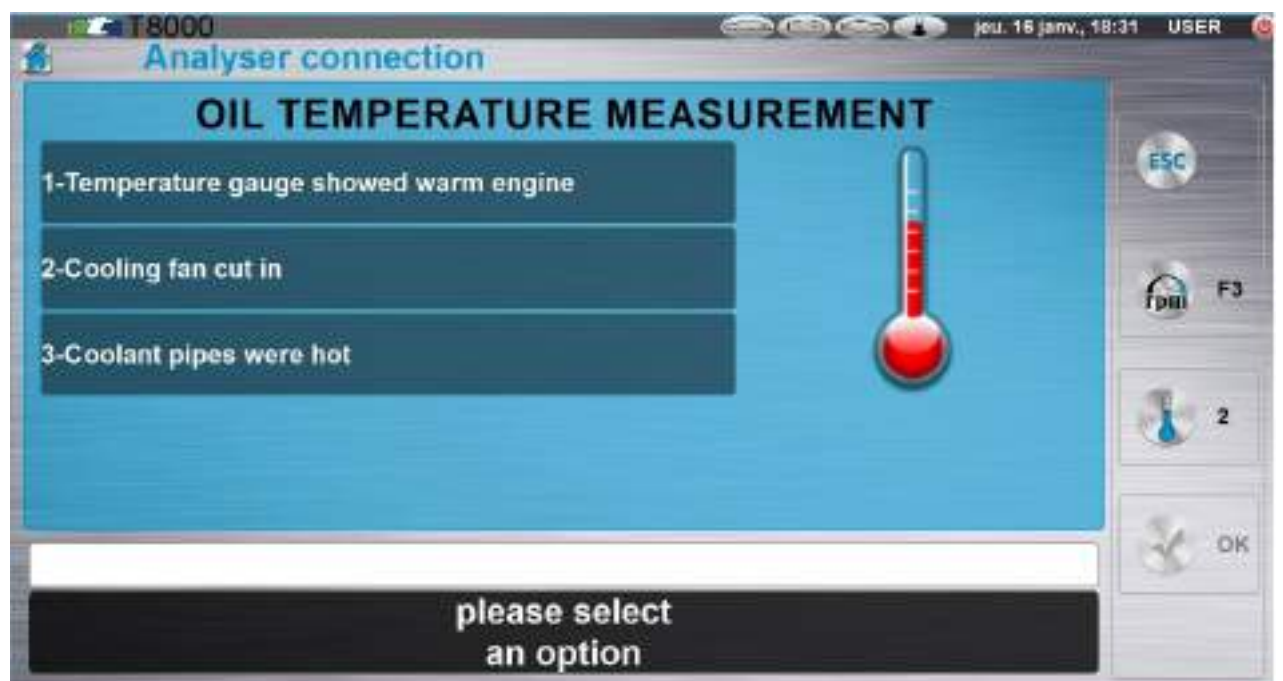 T8000
jeu. 16 janv., 18:31 USER
Analyser connection
OIL TEMPERATURE MEASUREMENT
1-Temperature gauge showed warm engine
2-Cooling fan cut in
3-Coolant pipes were hot
ESC
rpm F3
2
OK
please select
an option